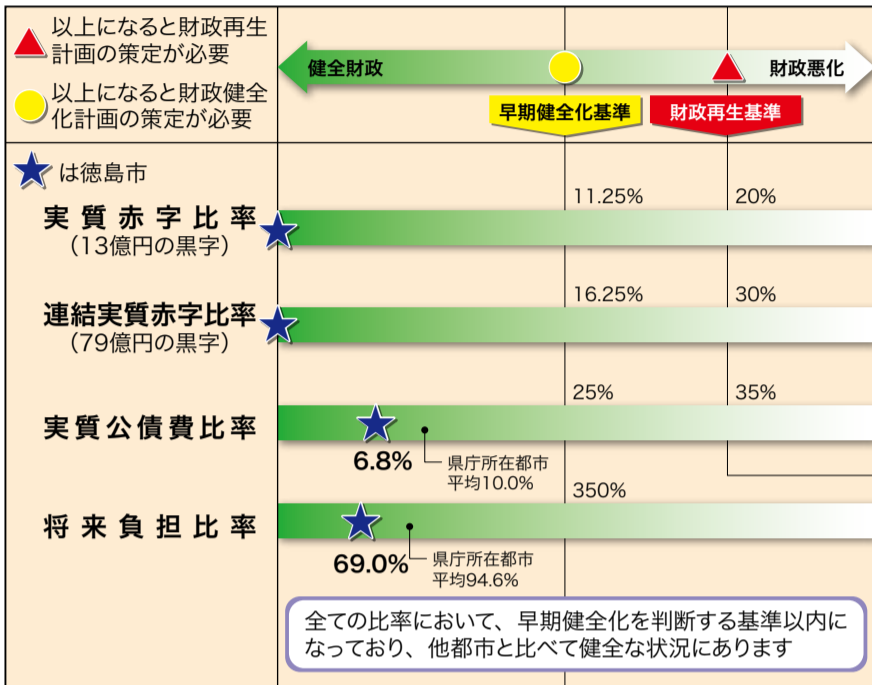 以上になると財政再生
計画の策定が必要
以上になると財政健全
化計画の策定が必要
健全財政
財政悪化
早期健全化基準
財政再生基準
は徳島市
実質赤字比率
(13億円の黒字)
11.25%
20%
連結実質赤字比率
(79億円の黒字)
16.25%
30%
実質公債費比率
25%
35%
6.8%
県庁所在都市
平均10.0%
将来負担比率
350%
69.0%
県庁所在都市
平均94.6%
全ての比率において、早期健全化を判断する基準以内に
なっており、他都市と比べて健全な状況にあります